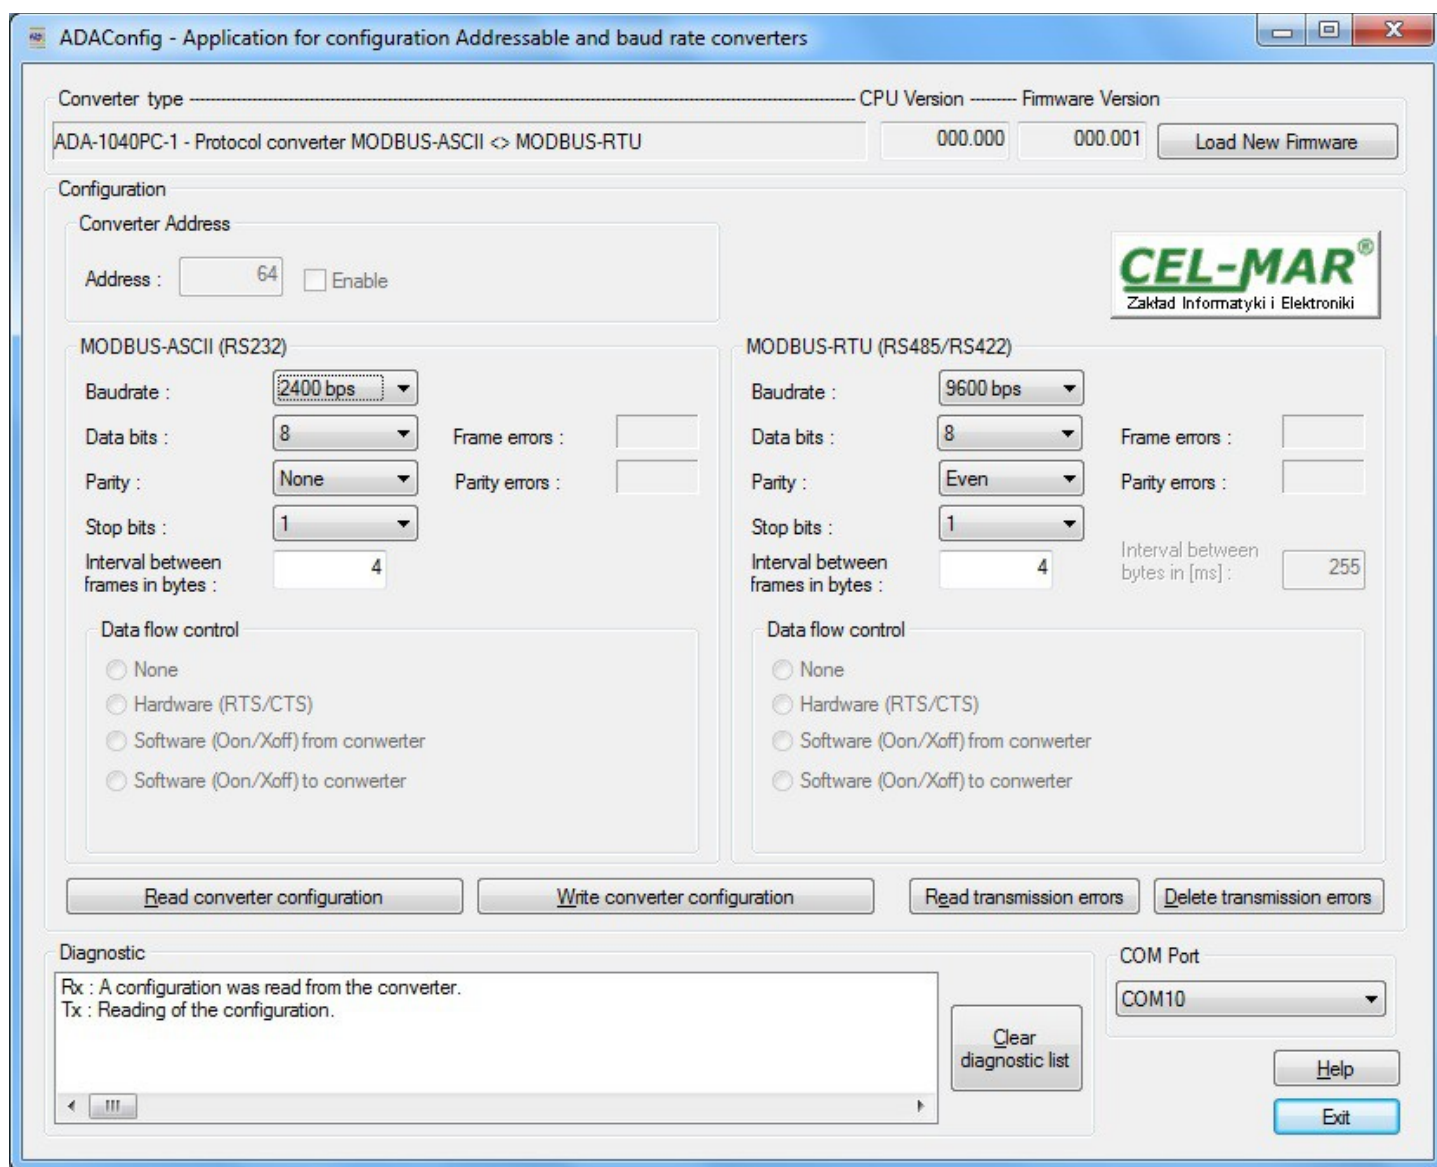 ADAConfig - Application for configuration Addressable and baud rate converters
Converter type CPU Version Firmware Version
ADA-1040PC-1 - Protocol converter MODBUS-ASCII <> MODBUS-RTU 000.000 000.001 Load New Firmware
Configuration
Converter Address
Address : 64 Enable
CEL-MAR®
Zakład Informatyki i Elektroniki
MODBUS-ASCII (RS232)
Baudrate : 2400 bps
Data bits : 8 Frame errors :
Parity : None Parity errors :
Stop bits : 1
Interval between
frames in bytes : 4
Data flow control
None
Hardware (RTS/CTS)
Software (Oon/Xoff) from conwerter
Software (Oon/Xoff) to conwerter
MODBUS-RTU (RS485/RS422)
Baudrate : 9600 bps
Data bits : 8 Frame errors :
Parity : Even Parity errors :
Stop bits : 1
Interval between
frames in bytes : 4
Interval between
bytes in [ms] : 255
Data flow control
None
Hardware (RTS/CTS)
Software (Oon/Xoff) from conwerter
Software (Oon/Xoff) to conwerter
Read converter configuration Write converter configuration Read transmission errors Delete transmission errors
Diagnostic
Rx : A configuration was read from the converter.
Tx : Reading of the configuration.
Clear
diagnostic list
COM Port
COM10
Help
Exit